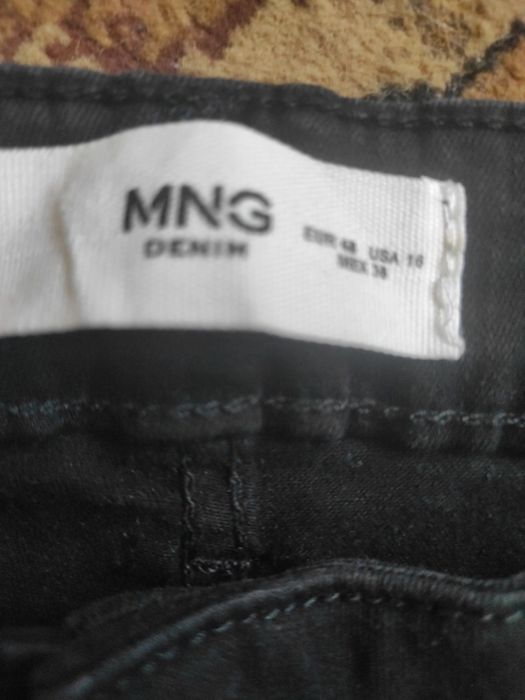 MNG
DENIM
EUR 48 USA 16
MEX 38